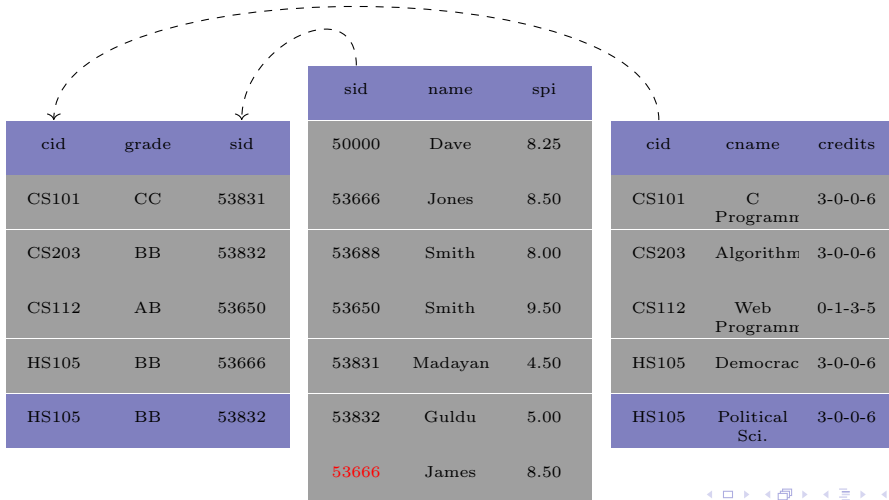 cid grade sid
CS101 CC 53831
CS203 BB 53832
CS112 AB 53650
HS105 BB 53666
HS105 BB 53832
sid name spi
50000 Dave 8.25
53666 Jones 8.50
53688 Smith 8.00
53650 Smith 9.50
53831 Madayan 4.50
53832 Guldu 5.00
53666 James 8.50
cid cname credits
CS101 C 3-0-0-6
Programm
CS203 Algorithm 3-0-0-6
CS112 Web 0-1-3-5
Programm
HS105 Democrac 3-0-0-6
HS105 Political 3-0-0-6
Sci.